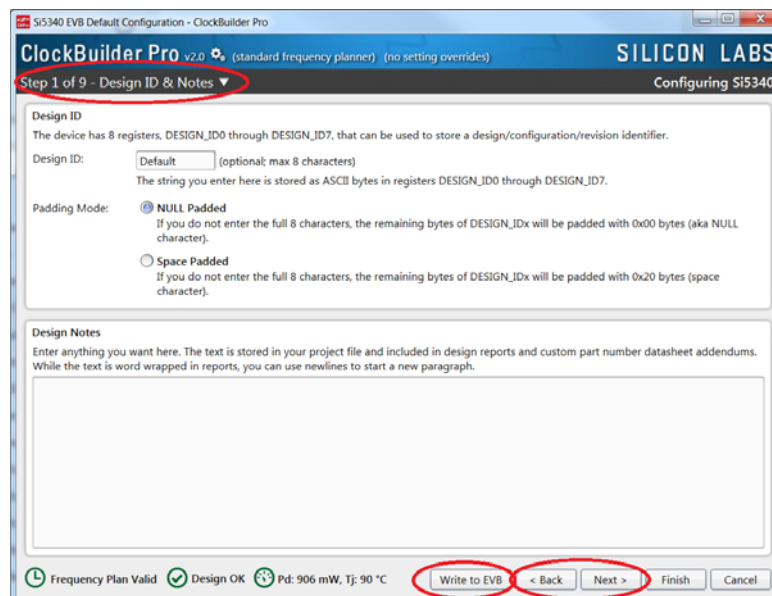 Si5340 EVB Default Configuration - ClockBuilder Pro
ClockBuilder Pro v2.0 (standard frequency planner) (no setting overrides) SILICON LABS
Step 1 of 9 - Design ID & Notes ▼ Configuring Si5340
Design ID
The device has 8 registers, DESIGN_ID0 through DESIGN_ID7, that can be used to store a design/configuration/revision identifier.
Design ID: Default (optional; max 8 characters)
The string you enter here is stored as ASCII bytes in registers DESIGN_ID0 through DESIGN_ID7.
Padding Mode: NULL Padded
If you do not enter the full 8 characters, the remaining bytes of DESIGN_IDx will be padded with 0x00 bytes (aka NULL
character).
Space Padded
If you do not enter the full 8 characters, the remaining bytes of DESIGN_IDx will be padded with 0x20 bytes (space
character).
Design Notes
Enter anything you want here. The text is stored in your project file and included in design reports and custom part number datasheet addendums.
While the text is word wrapped in reports, you can use newlines to start a new paragraph.
Frequency Plan Valid Design OK Pd: 906 mW, Tj: 90 °C Write to EVB < Back Next > Finish Cancel